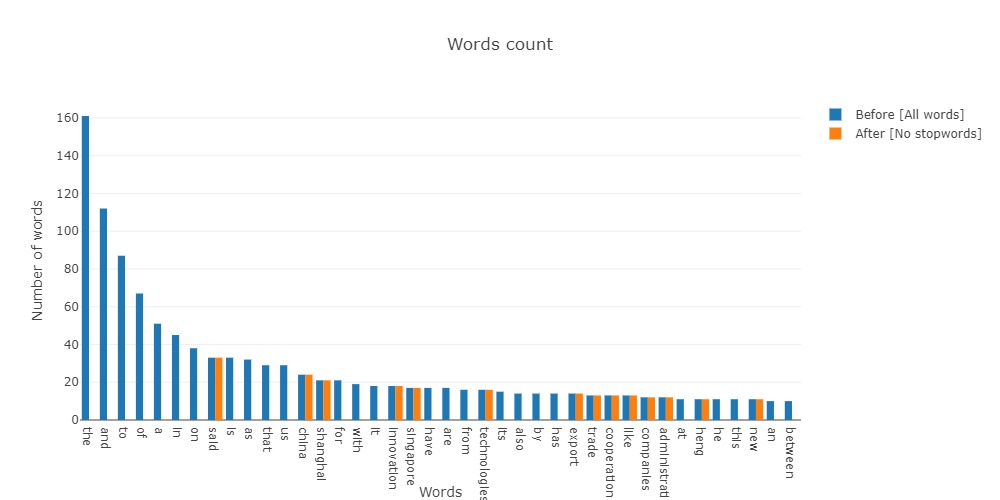 Words count
Before [All words]
After [No stopwords]
Number of words
160
140
120
100
80
60
40
20
0
the
and
to
of
a
in
on
said
is
as
that
us
china
shanghai
for
with
it
innovation
singapore
have
are
from
technologies
its
also
by
has
export
trade
cooperation
like
companies
administrati
at
heng
he
this
new
an
between
Words